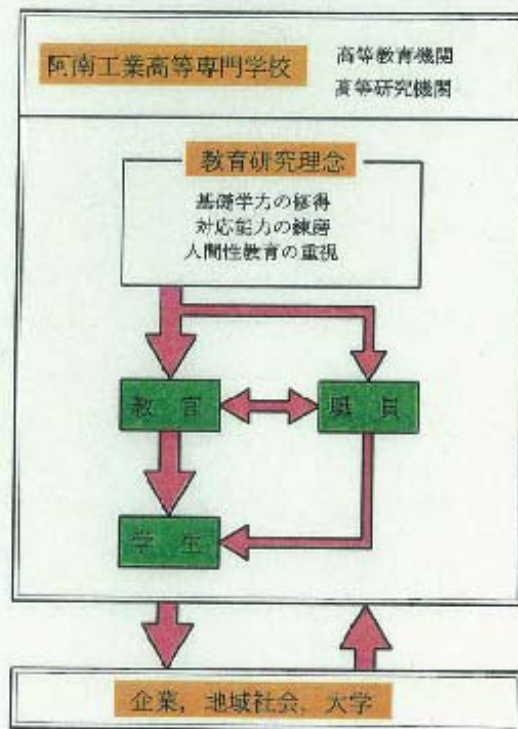 阿南工業高等専門学校
高等教育機関
高等研究機関
教育研究理念
基礎学力の修得
対応能力の練磨
人間性教育の重視
教 官
職 員
学 生
企業, 地域社会, 大学